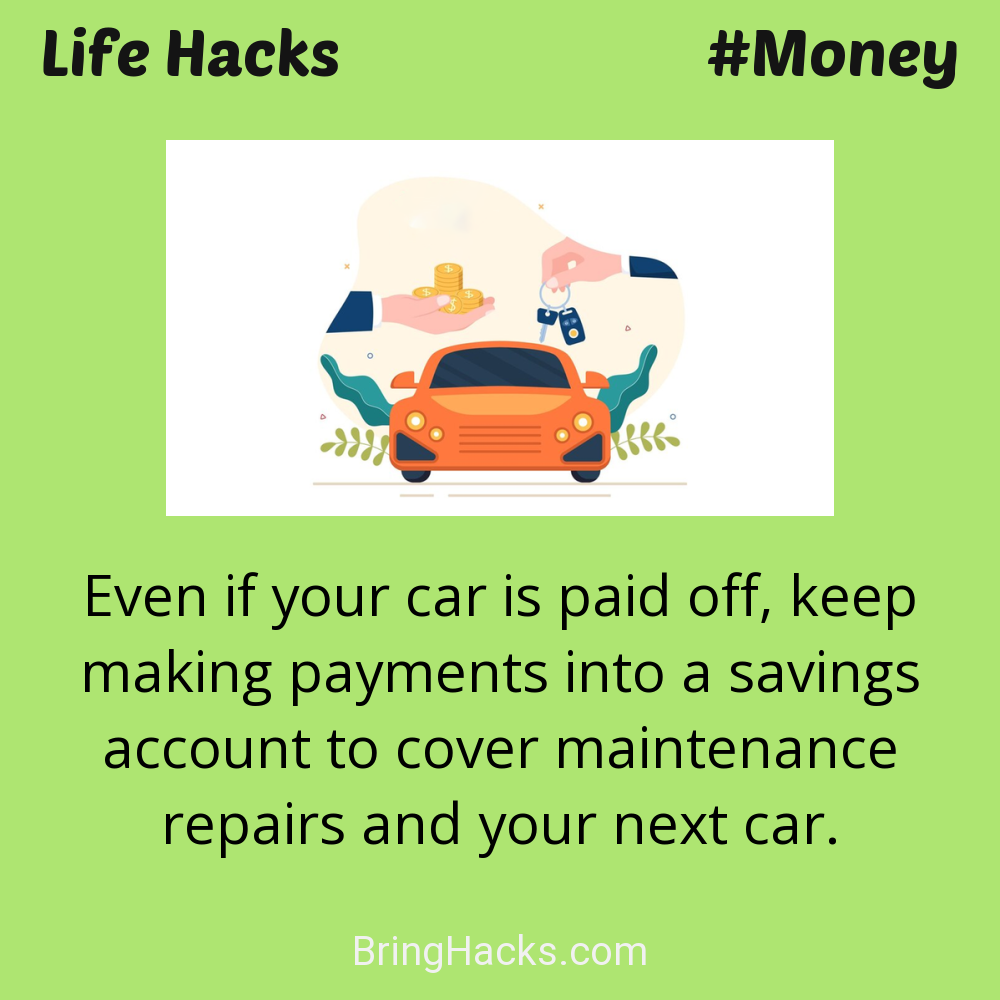 Life Hacks
#Money
Even if your car is paid off, keep
making payments into a savings
account to cover maintenance
repairs and your next car.
BringHacks.com